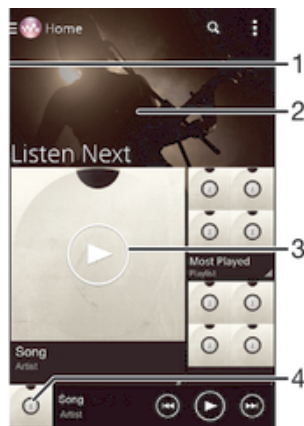 Home
1
2
Listen Next
3
Most Played
Playlist
Song
Artist
4
Song
Artist